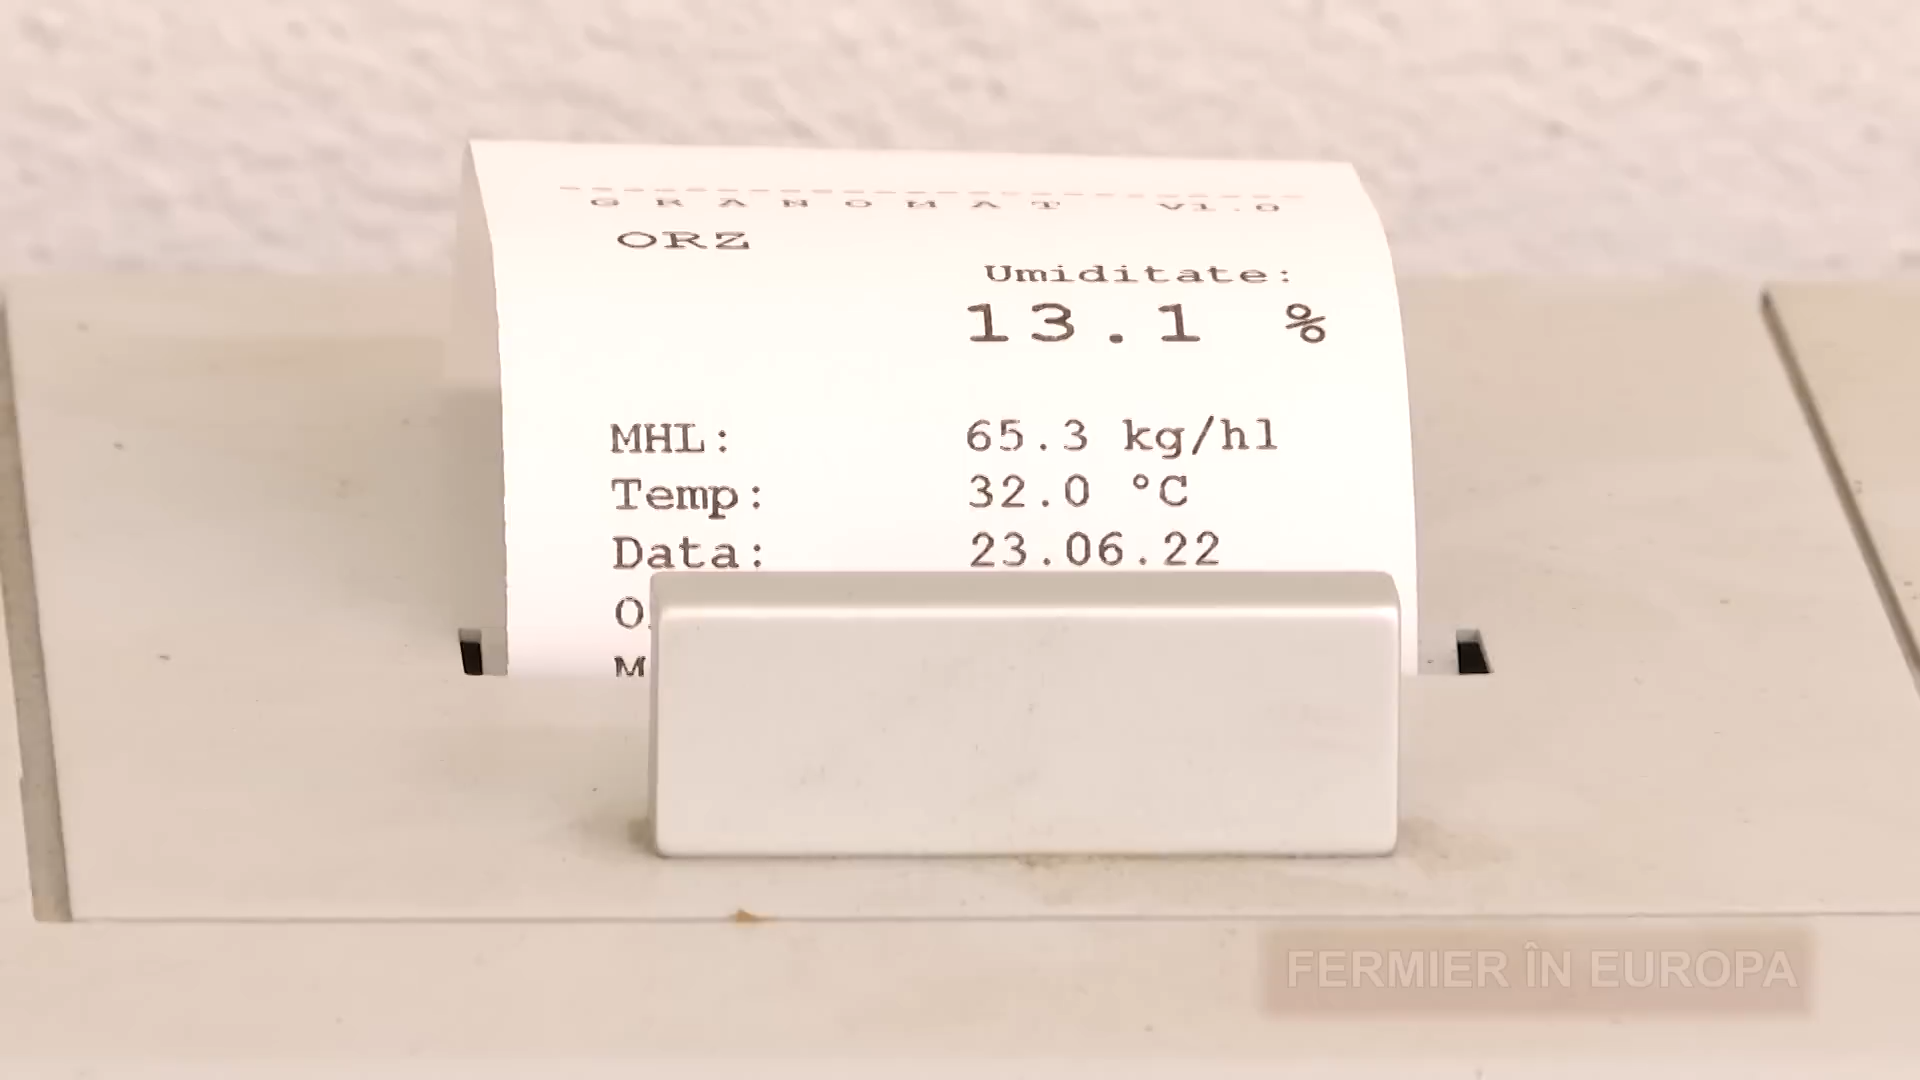 G R A N O M A T V1.0
ORZ
Umiditate:
13.1 %
MHL: 65.3 kg/hl
Temp: 32.0 °C
Data: 23.06.22
FERMIER ÎN EUROPA